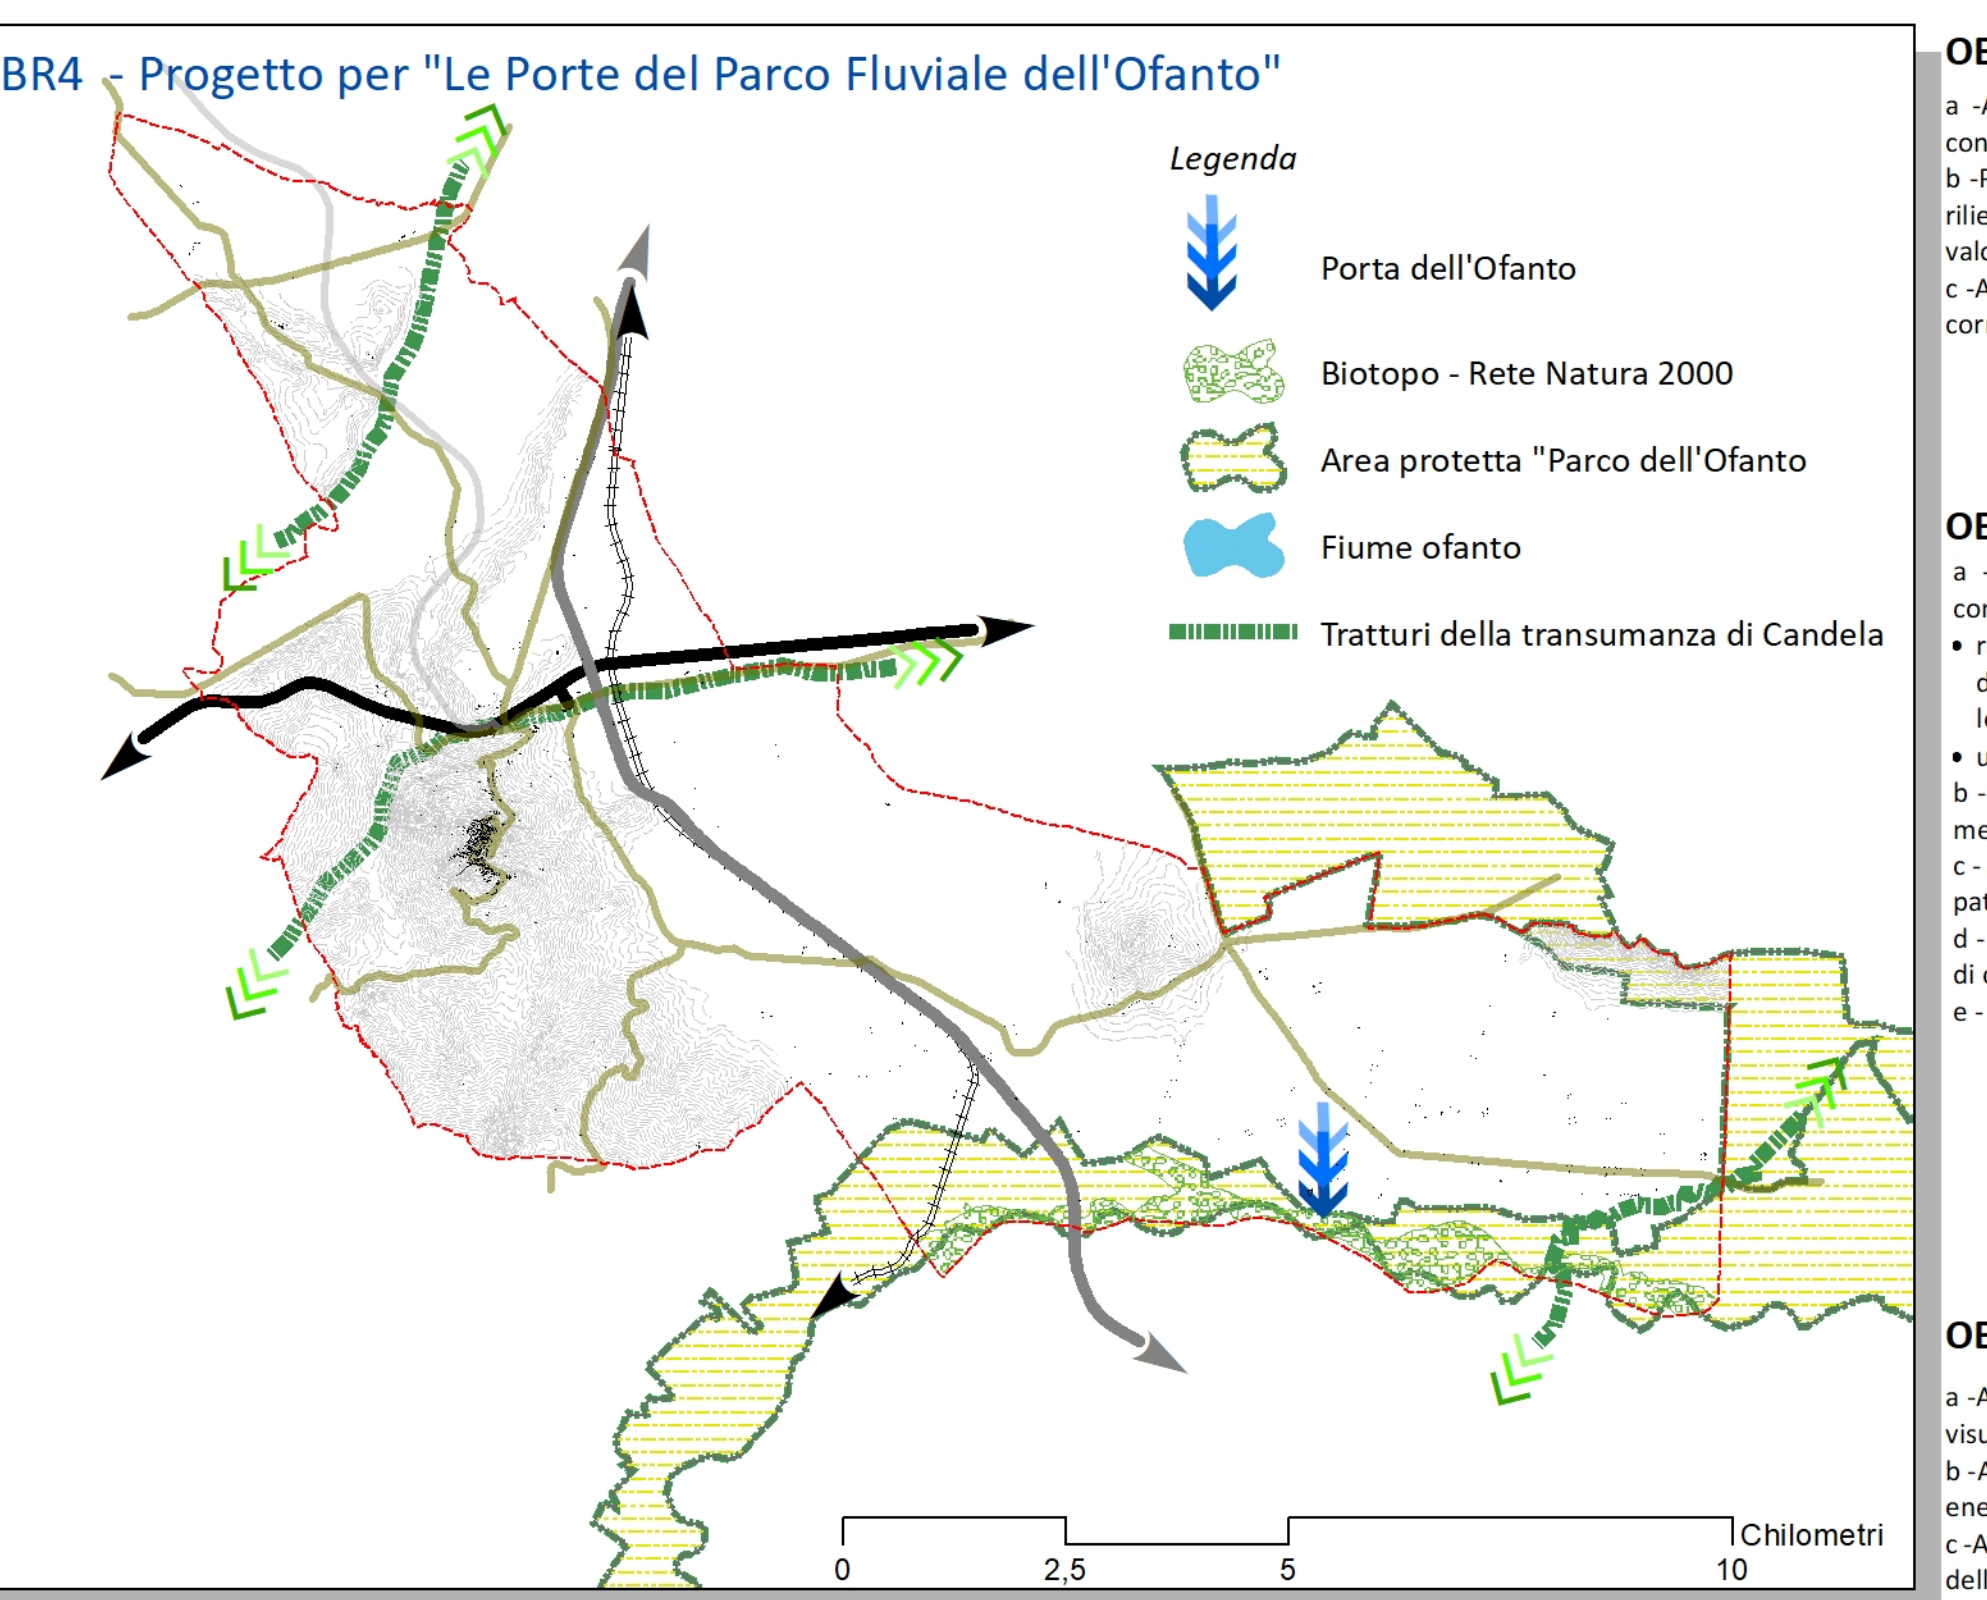 BR4 - Progetto per "Le Porte del Parco Fluviale dell'Ofanto"
Legenda
Porta dell'Ofanto
Biotopo - Rete Natura 2000
Area protetta "Parco dell'Ofanto
Fiume ofanto
Tratturi della transumanza di Candela
0
2,5
5
10
Chilometri
a
b
c
a
•
•
b -
c -
d -
e -
a
b
c